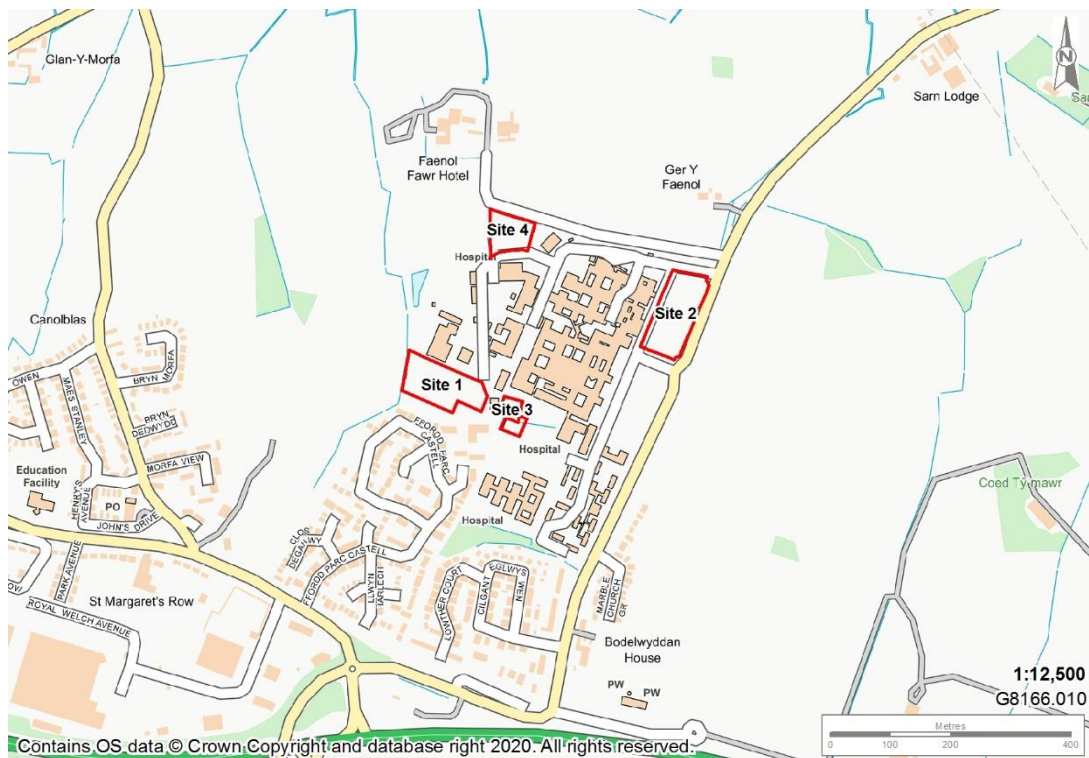 Glan-Y-Morfa
N
Sarn Lodge
Faenol
Fawr Hotel
Ger Y
Faenol
Site 4
Hospital
Site 2
Canolblas
OWEN
MAES STANLEY
BRYN
MORFA
BRYN
DEDWYDD
MORFA VIEW
Site 1
Site 3
FFORDD PARC
CASTELL
Hospital
Education
Facility
HENRY'S
AVENUE
PO
JOHN'S DRIVE
Hospital
Coed Tŷ-mawr
CLOS
DEGANWY
FFORDD PARC CASTELL
LLWYN
HARLECH
LOWTHER COURT
CILGANT
EGLWYS
WEN
MARBLE
CHURCH
GR
PARK AVENUE
ROYAL WELCH AVENUE
St Margaret's Row
Bodelwyddan
House
PW
PW
1:12,500
G8166.010
Metres
0 100 200 400
Contains OS data © Crown Copyright and database right 2020. All rights reserved.